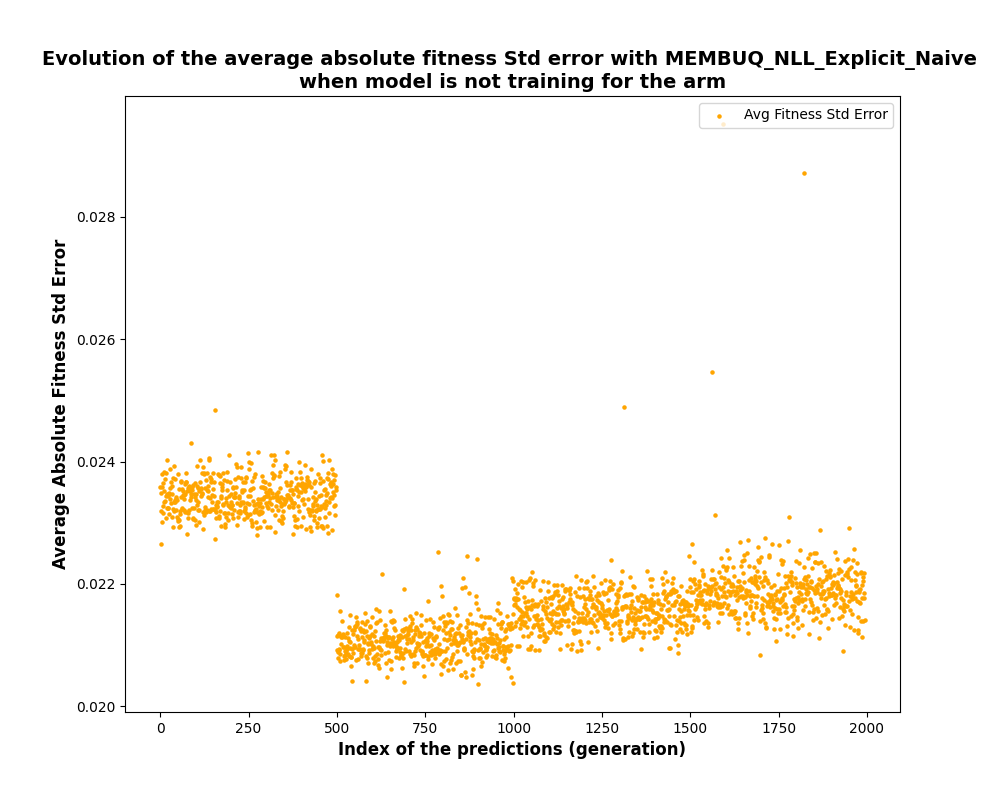 Evolution of the average absolute fitness Std error with MEMBUQ_NLL_Explicit_Naive
when model is not training for the arm
Avg Fitness Std Error
0.028
0.026
0.024
0.022
0.020
Average Absolute Fitness Std Error
0 250 500 750 1000 1250 1500 1750 2000
Index of the predictions (generation)